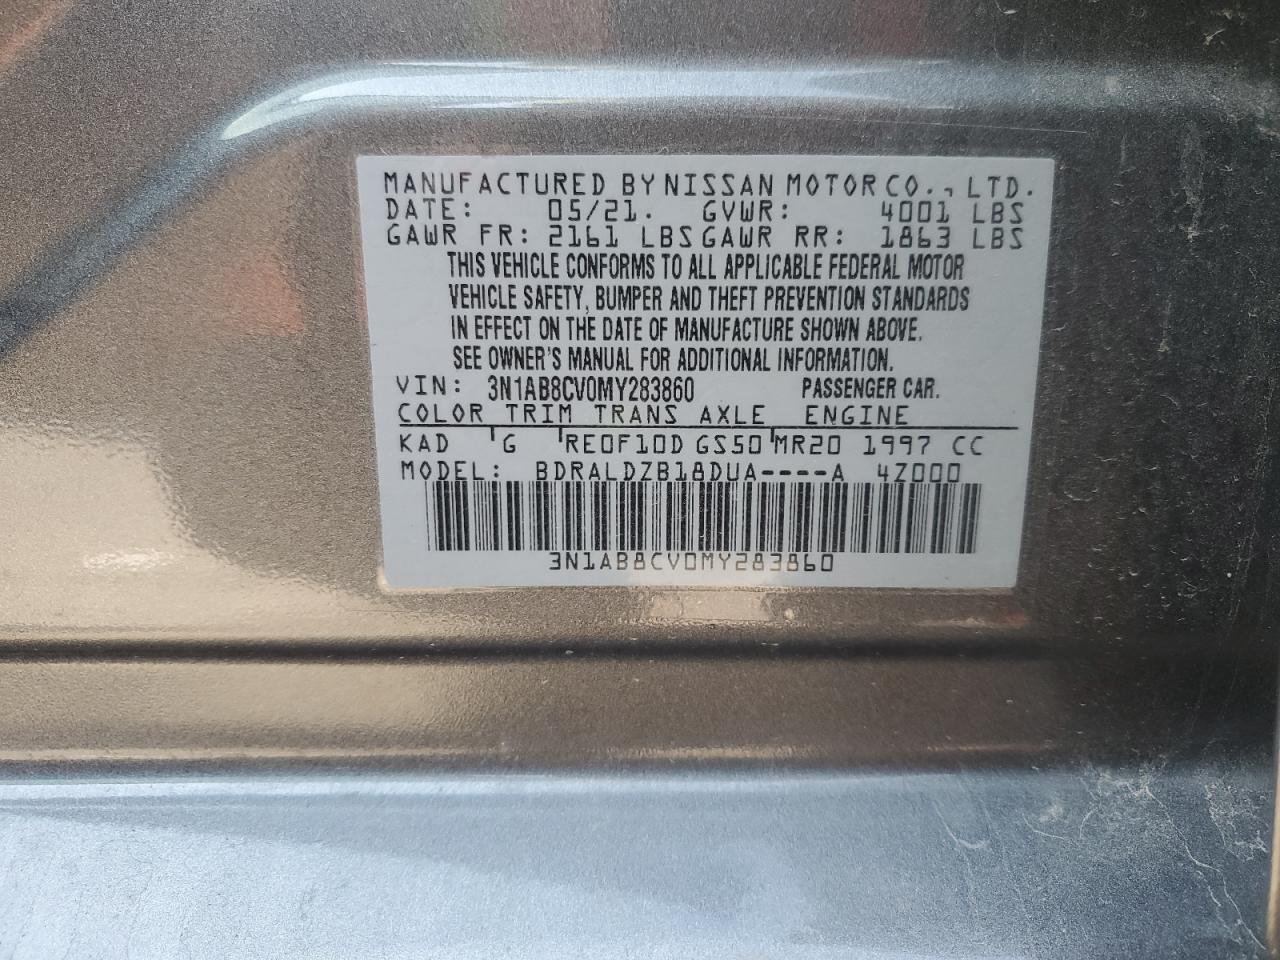 MANUFACTURED BY NISSAN MOTOR CO., LTD.
DATE: 05/21. GVWR: 4001 LBS
GAWR FR: 2161 LBS GAWR RR: 1863 LBS
THIS VEHICLE CONFORMS TO ALL APPLICABLE FEDERAL MOTOR
VEHICLE SAFETY, BUMPER AND THEFT PREVENTION STANDARDS
IN EFFECT ON THE DATE OF MANUFACTURE SHOWN ABOVE.
SEE OWNER'S MANUAL FOR ADDITIONAL INFORMATION.
VIN: 3N1AB8CV0MY283860 PASSENGER CAR.
COLOR TRIM TRANS AXLE ENGINE
KAD G RE0F10D GS50 MR20 1997 CC
MODEL: BDRALDZB18DUA----A 4Z000
3N1AB8CV0MY283860